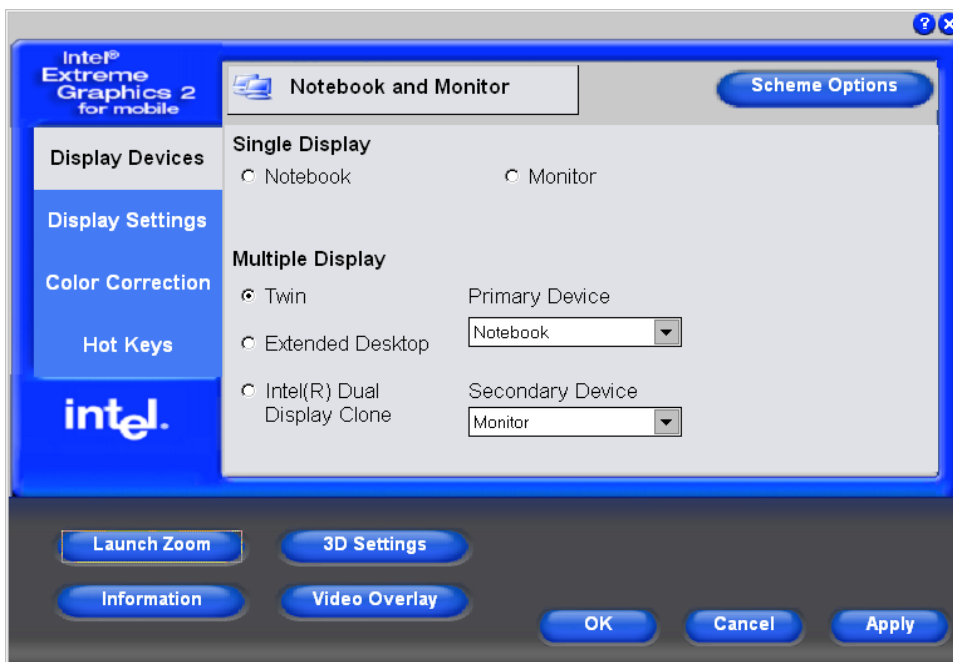 Intel®
Extreme
Graphics 2
for mobile
Notebook and Monitor
Scheme Options
Display Devices
Display Settings
Color Correction
Hot Keys
intel.
Single Display
Notebook
Monitor
Multiple Display
Twin
Primary Device
Notebook
Extended Desktop
Intel(R) Dual
Display Clone
Secondary Device
Monitor
Launch Zoom
3D Settings
Information
Video Overlay
OK
Cancel
Apply